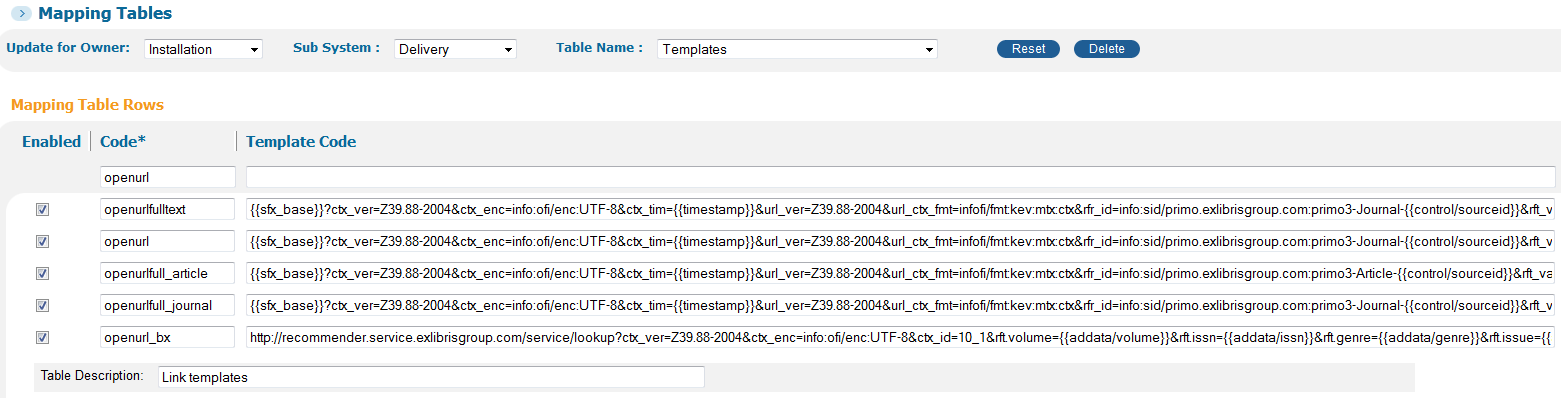 Mapping Tables
Update for Owner: Installation Sub System : Delivery Table Name : Templates Reset Delete
Mapping Table Rows
Enabled Code* Template Code
openurl
openurlfulltext {{sfx_base}}?ctx_ver=Z39.88-2004&ctx_enc=info:ofi/enc:UTF-8&ctx_tim={{timestamp}}&url_ver=Z39.88-2004&url_ctx_fmt=infofi/fmt:kev:mtx:ctx&rfr_id=info:sid/primo.exlibrisgroup.com:primo3-Journal-{{control/sourceid}}&rft_v
openurl {{sfx_base}}?ctx_ver=Z39.88-2004&ctx_enc=info:ofi/enc:UTF-8&ctx_tim={{timestamp}}&url_ver=Z39.88-2004&url_ctx_fmt=infofi/fmt:kev:mtx:ctx&rfr_id=info:sid/primo.exlibrisgroup.com:primo3-Journal-{{control/sourceid}}&rft_v
openurlfull_article {{sfx_base}}?ctx_ver=Z39.88-2004&ctx_enc=info:ofi/enc:UTF-8&ctx_tim={{timestamp}}&url_ver=Z39.88-2004&url_ctx_fmt=infofi/fmt:kev:mtx:ctx&rfr_id=info:sid/primo.exlibrisgroup.com:primo3-Article-{{control/sourceid}}&rft_va
openurlfull_journal {{sfx_base}}?ctx_ver=Z39.88-2004&ctx_enc=info:ofi/enc:UTF-8&ctx_tim={{timestamp}}&url_ver=Z39.88-2004&url_ctx_fmt=infofi/fmt:kev:mtx:ctx&rfr_id=info:sid/primo.exlibrisgroup.com:primo3-Journal-{{control/sourceid}}&rft_v
openurl_bx http://recommender.service.exlibrisgroup.com/service/lookup?ctx_ver=Z39.88-2004&ctx_enc=info:ofi/enc:UTF-8&ctx_id=10_1&rft.volume={{addata/volume}}&rft.issn={{addata/issn}}&rft.genre={{addata/genre}}&rft.issue={{
Table Description: Link templates